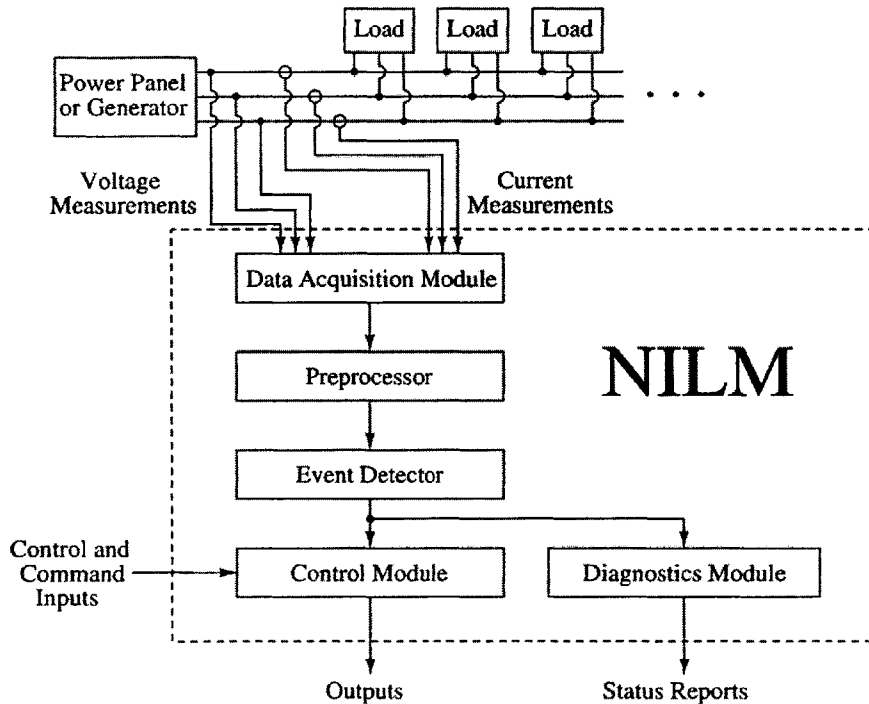 Load
Load
Load
Power Panel
or Generator
Voltage
Measurements
Current
Measurements
Data Acquisition Module
NILM
Preprocessor
Event Detector
Control and
Command
Inputs
Control Module
Diagnostics Module
Outputs
Status Reports